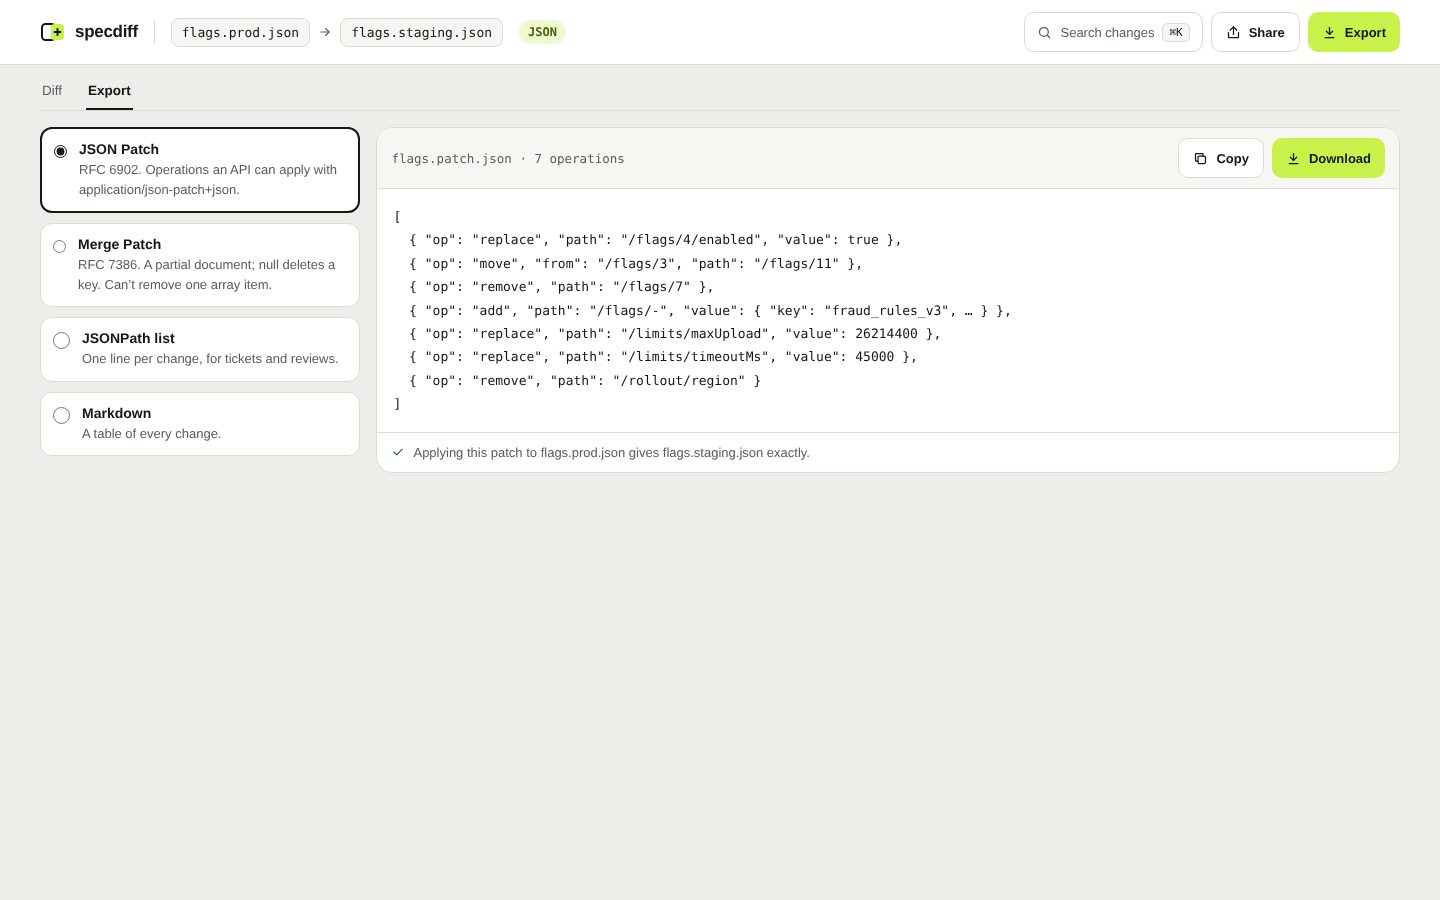 specdiff
flags.prod.json → flags.staging.json
JSON
Search changes ⌘K
Share
Export
Diff
Export
JSON Patch
RFC 6902. Operations an API can apply with
application/json-patch+json.
Merge Patch
RFC 7386. A partial document; null deletes a
key. Can’t remove one array item.
JSONPath list
One line per change, for tickets and reviews.
Markdown
A table of every change.
flags.patch.json · 7 operations
Copy
Download
[
  { "op": "replace", "path": "/flags/4/enabled", "value": true },
  { "op": "move", "from": "/flags/3", "path": "/flags/11" },
  { "op": "remove", "path": "/flags/7" },
  { "op": "add", "path": "/flags/-", "value": { "key": "fraud_rules_v3", … } },
  { "op": "replace", "path": "/limits/maxUpload", "value": 26214400 },
  { "op": "replace", "path": "/limits/timeoutMs", "value": 45000 },
  { "op": "remove", "path": "/rollout/region" }
]
Applying this patch to flags.prod.json gives flags.staging.json exactly.